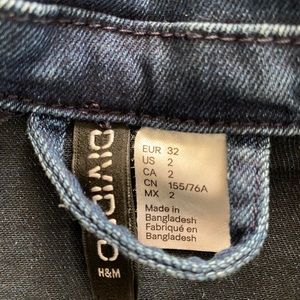 DIVIDED
H&M
EUR 32
US 2
CA 2
CN 155/76A
MX 2
Made in
Bangladesh
Fabriqué en
Bangladesh